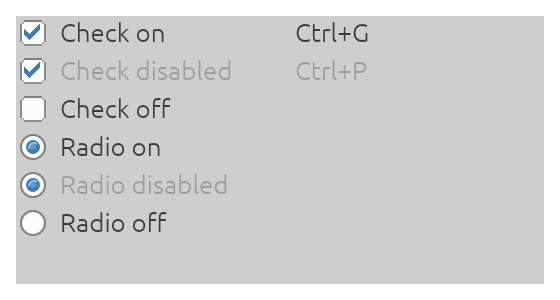 Check on Ctrl+G
Check disabled Ctrl+P
Check off
Radio on
Radio disabled
Radio off